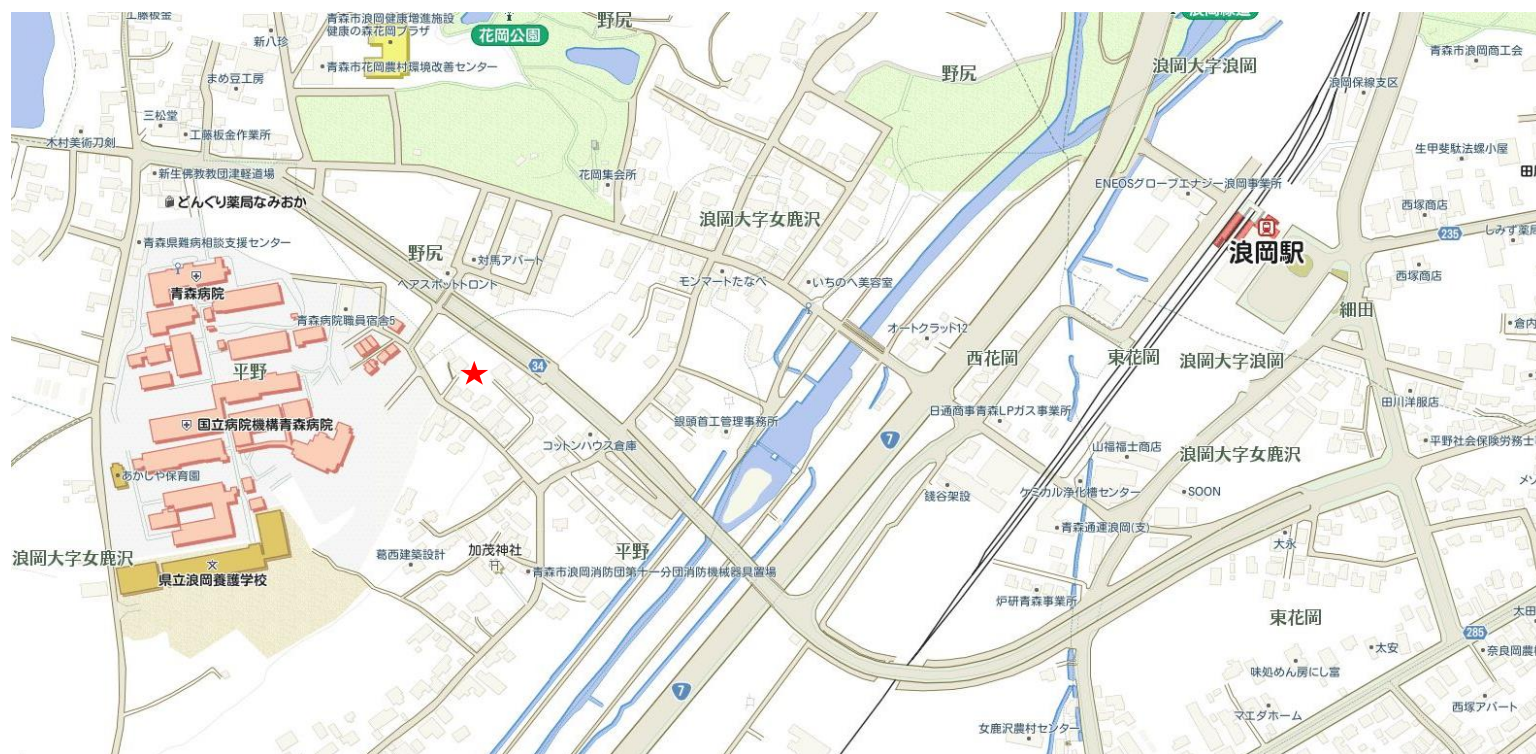 工藤板金
新八珍
青森市浪岡健康増進施設
健康の森花岡プラザ
花岡公園
野尻
青森市浪岡商工会
まめ豆工房
青森市花岡農村環境改善センター
野尻
浪岡大字浪岡
浪岡保線支区
三松堂
工藤板金作業所
木村美術刀剣
生甲斐駄法螺小屋
新生佛教教団津軽道場
花岡集会所
ENEOSグローブエナジー浪岡事業所
どんぐり薬局なみおか
浪岡大字女鹿沢
西塚商店
235
しみず薬局
青森県難病相談支援センター
野尻
対馬アパート
浪岡駅
西塚商店
ヘアスポットトロント
モンマートたなべ
いちのへ美容室
青森病院
青森病院職員宿舎5
オートクラッド12
細田
倉内
34
西花岡
東花岡
浪岡大字浪岡
平野
日通商事青森LPガス事業所
田川洋服店
国立病院機構青森病院
銀頭首工管理事務所
7
コットンハウス倉庫
山福福士商店
浪岡大字女鹿沢
平野社会保険労務士
あかしや保育園
銭谷架設
ケミカル浄化槽センター
SOON
青森通運浪岡(支)
浪岡大字女鹿沢
葛西建築設計
加茂神社
平野
大永
県立浪岡養護学校
青森市浪岡消防団第十一分団消防機械器具置場
炉研青森事業所
東花岡
太田
285
太安
奈良岡農機
味処めん房にし富
7
女鹿沢農村センター
マエダホーム
西塚アパート